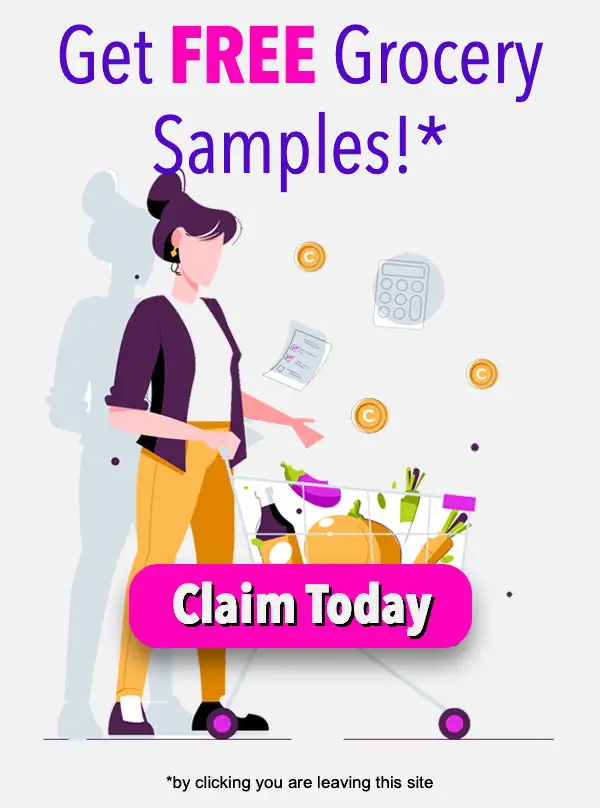 Get FREE Grocery
Samples!*
C
C
C
Claim Today
*by clicking you are leaving this site